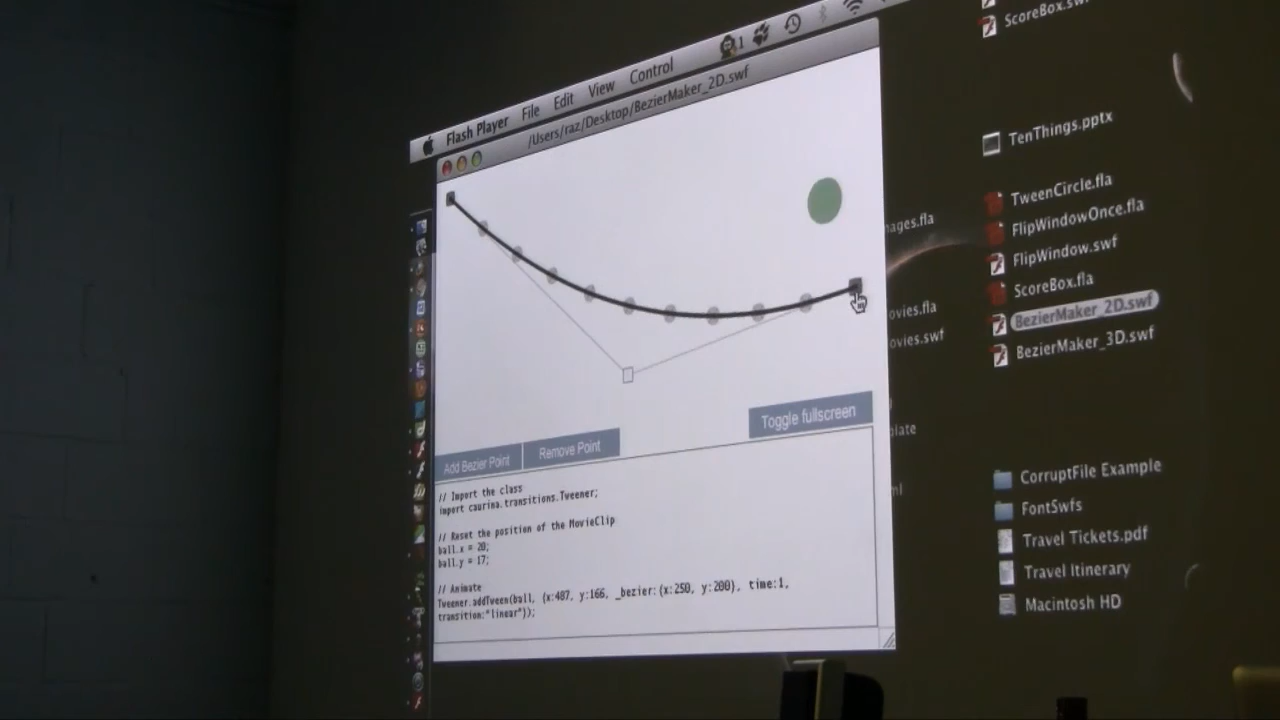 1
Flash Player File Edit View Control
/Users/raz/Desktop/BezierMaker_2D.swf
Toggle fullscreen
Add Bezier Point Remove Point
// Import the class
import caurina.transitions.Tweener;
// Reset the position of the MovieClip
ball.x = 20;
ball.y = 17;
// Animate
Tweener.addTween(ball, {x:487, y:166, _bezier:{x:250, y:200}, time:1,
transition:"linear"});
ScoreBox.swf
TenThings.pptx
TweenCircle.fla
FlipWindowOnce.fla
FlipWindow.swf
ScoreBox.fla
BezierMaker_2D.swf
BezierMaker_3D.swf
CorruptFile Example
FontSwfs
Travel Tickets.pdf
Travel Itinerary
Macintosh HD